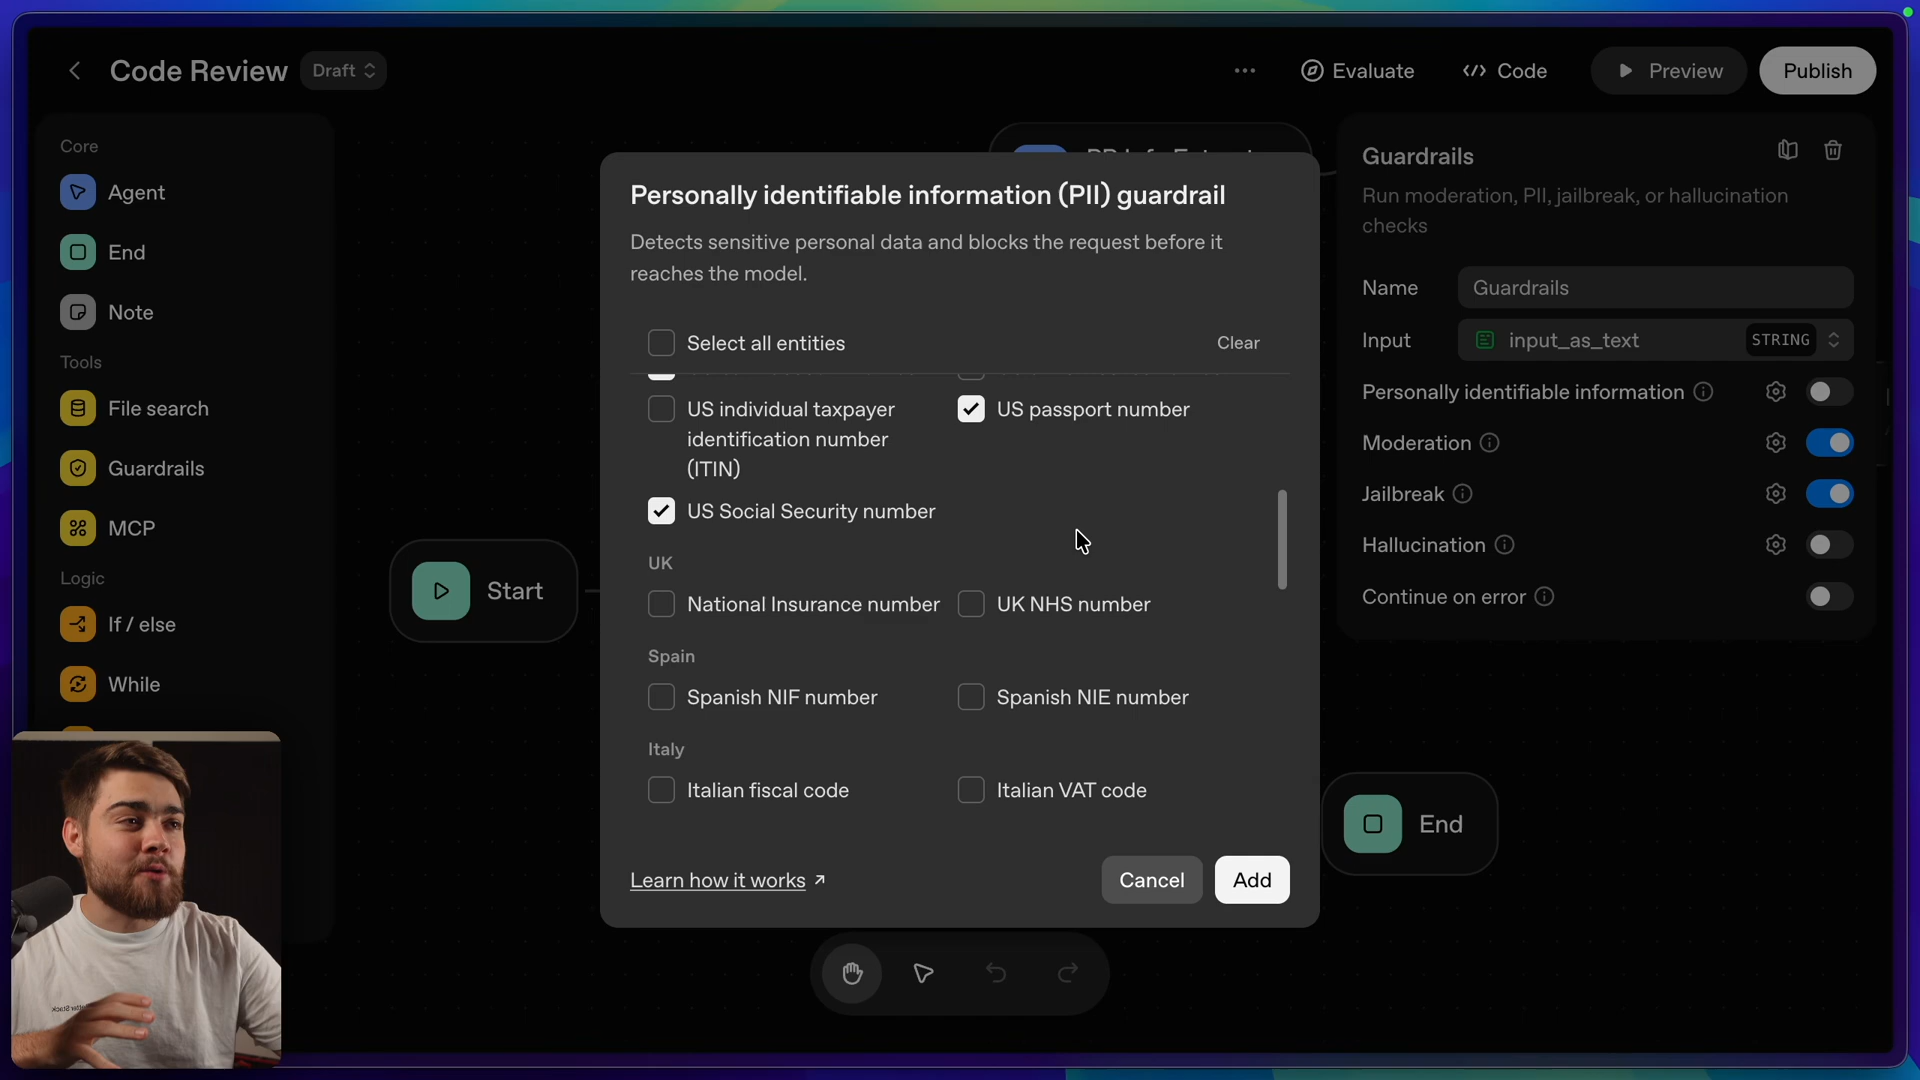 Code Review
Draft
Evaluate
Code
Preview
Publish
Core
Agent
End
Note
Tools
File search
Guardrails
MCP
Logic
If / else
While
Start
Personally identifiable information (PII) guardrail
Detects sensitive personal data and blocks the request before it
reaches the model.
Select all entities
Clear
US individual taxpayer
identification number
(ITIN)
US passport number
US Social Security number
UK
National Insurance number
UK NHS number
Spain
Spanish NIF number
Spanish NIE number
Italy
Italian fiscal code
Italian VAT code
Learn how it works
Cancel
Add
Guardrails
Run moderation, PII, jailbreak, or hallucination
checks
Name
Guardrails
Input
input_as_text
STRING
Personally identifiable information
Moderation
Jailbreak
Hallucination
Continue on error
End